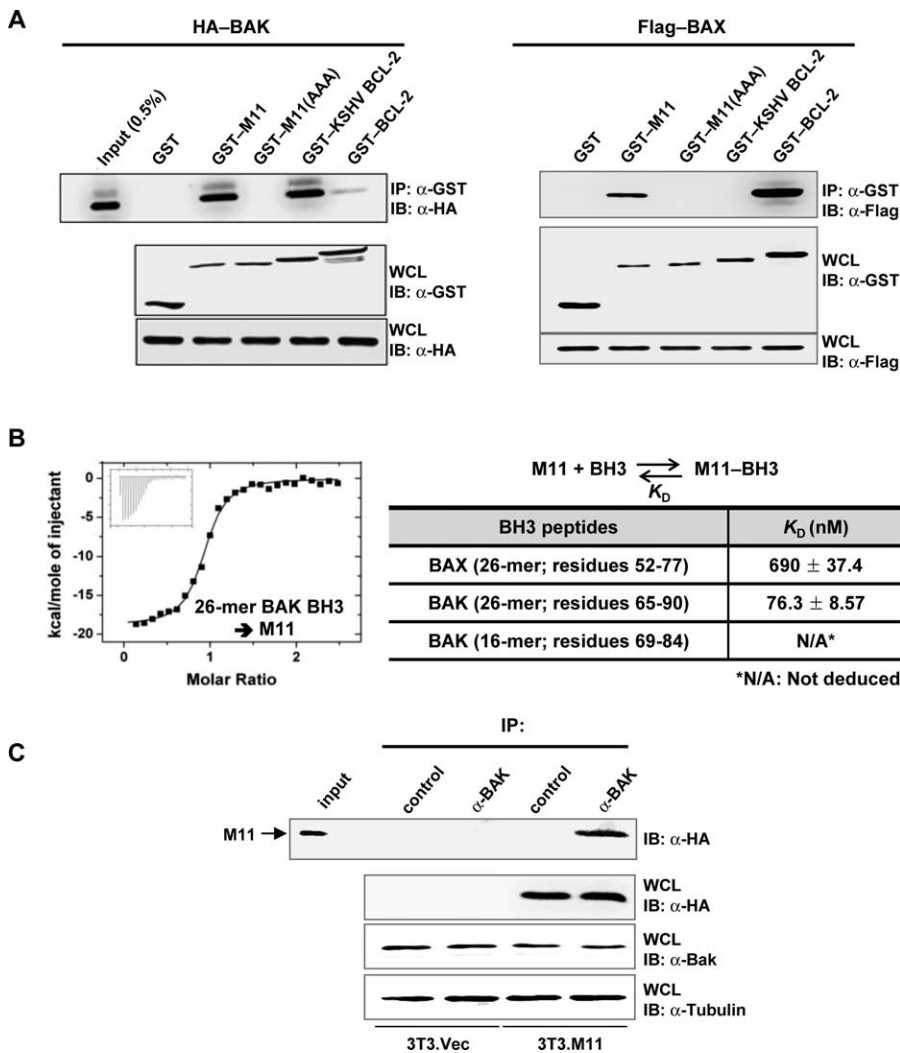 A
HA–BAK
Flag–BAX
Input (0.5%)
GST
GST–M11
GST–M11(AAA)
GST–KSHV BCL-2
GST–BCL-2
GST
GST–M11
GST–M11(AAA)
GST–KSHV BCL-2
GST–BCL-2
IP: α-GST
IB: α-HA
IP: α-GST
IB: α-Flag
WCL
IB: α-GST
WCL
IB: α-GST
WCL
IB: α-HA
WCL
IB: α-Flag
B
kcal/mole of injectant
0
-5
-10
-15
-20
26-mer BAK BH3
➔ M11
0
1
2
Molar Ratio
M11 + BH3 ⇄ M11–BH3
KD
BH3 peptides KD (nM)
BAX (26-mer; residues 52-77) 690 ± 37.4
BAK (26-mer; residues 65-90) 76.3 ± 8.57
BAK (16-mer; residues 69-84) N/A*
*N/A: Not deduced
C
IP:
input
control
α-BAK
control
α-BAK
M11
IB: α-HA
WCL
IB: α-HA
WCL
IB: α-Bak
WCL
IB: α-Tubulin
3T3.Vec
3T3.M11